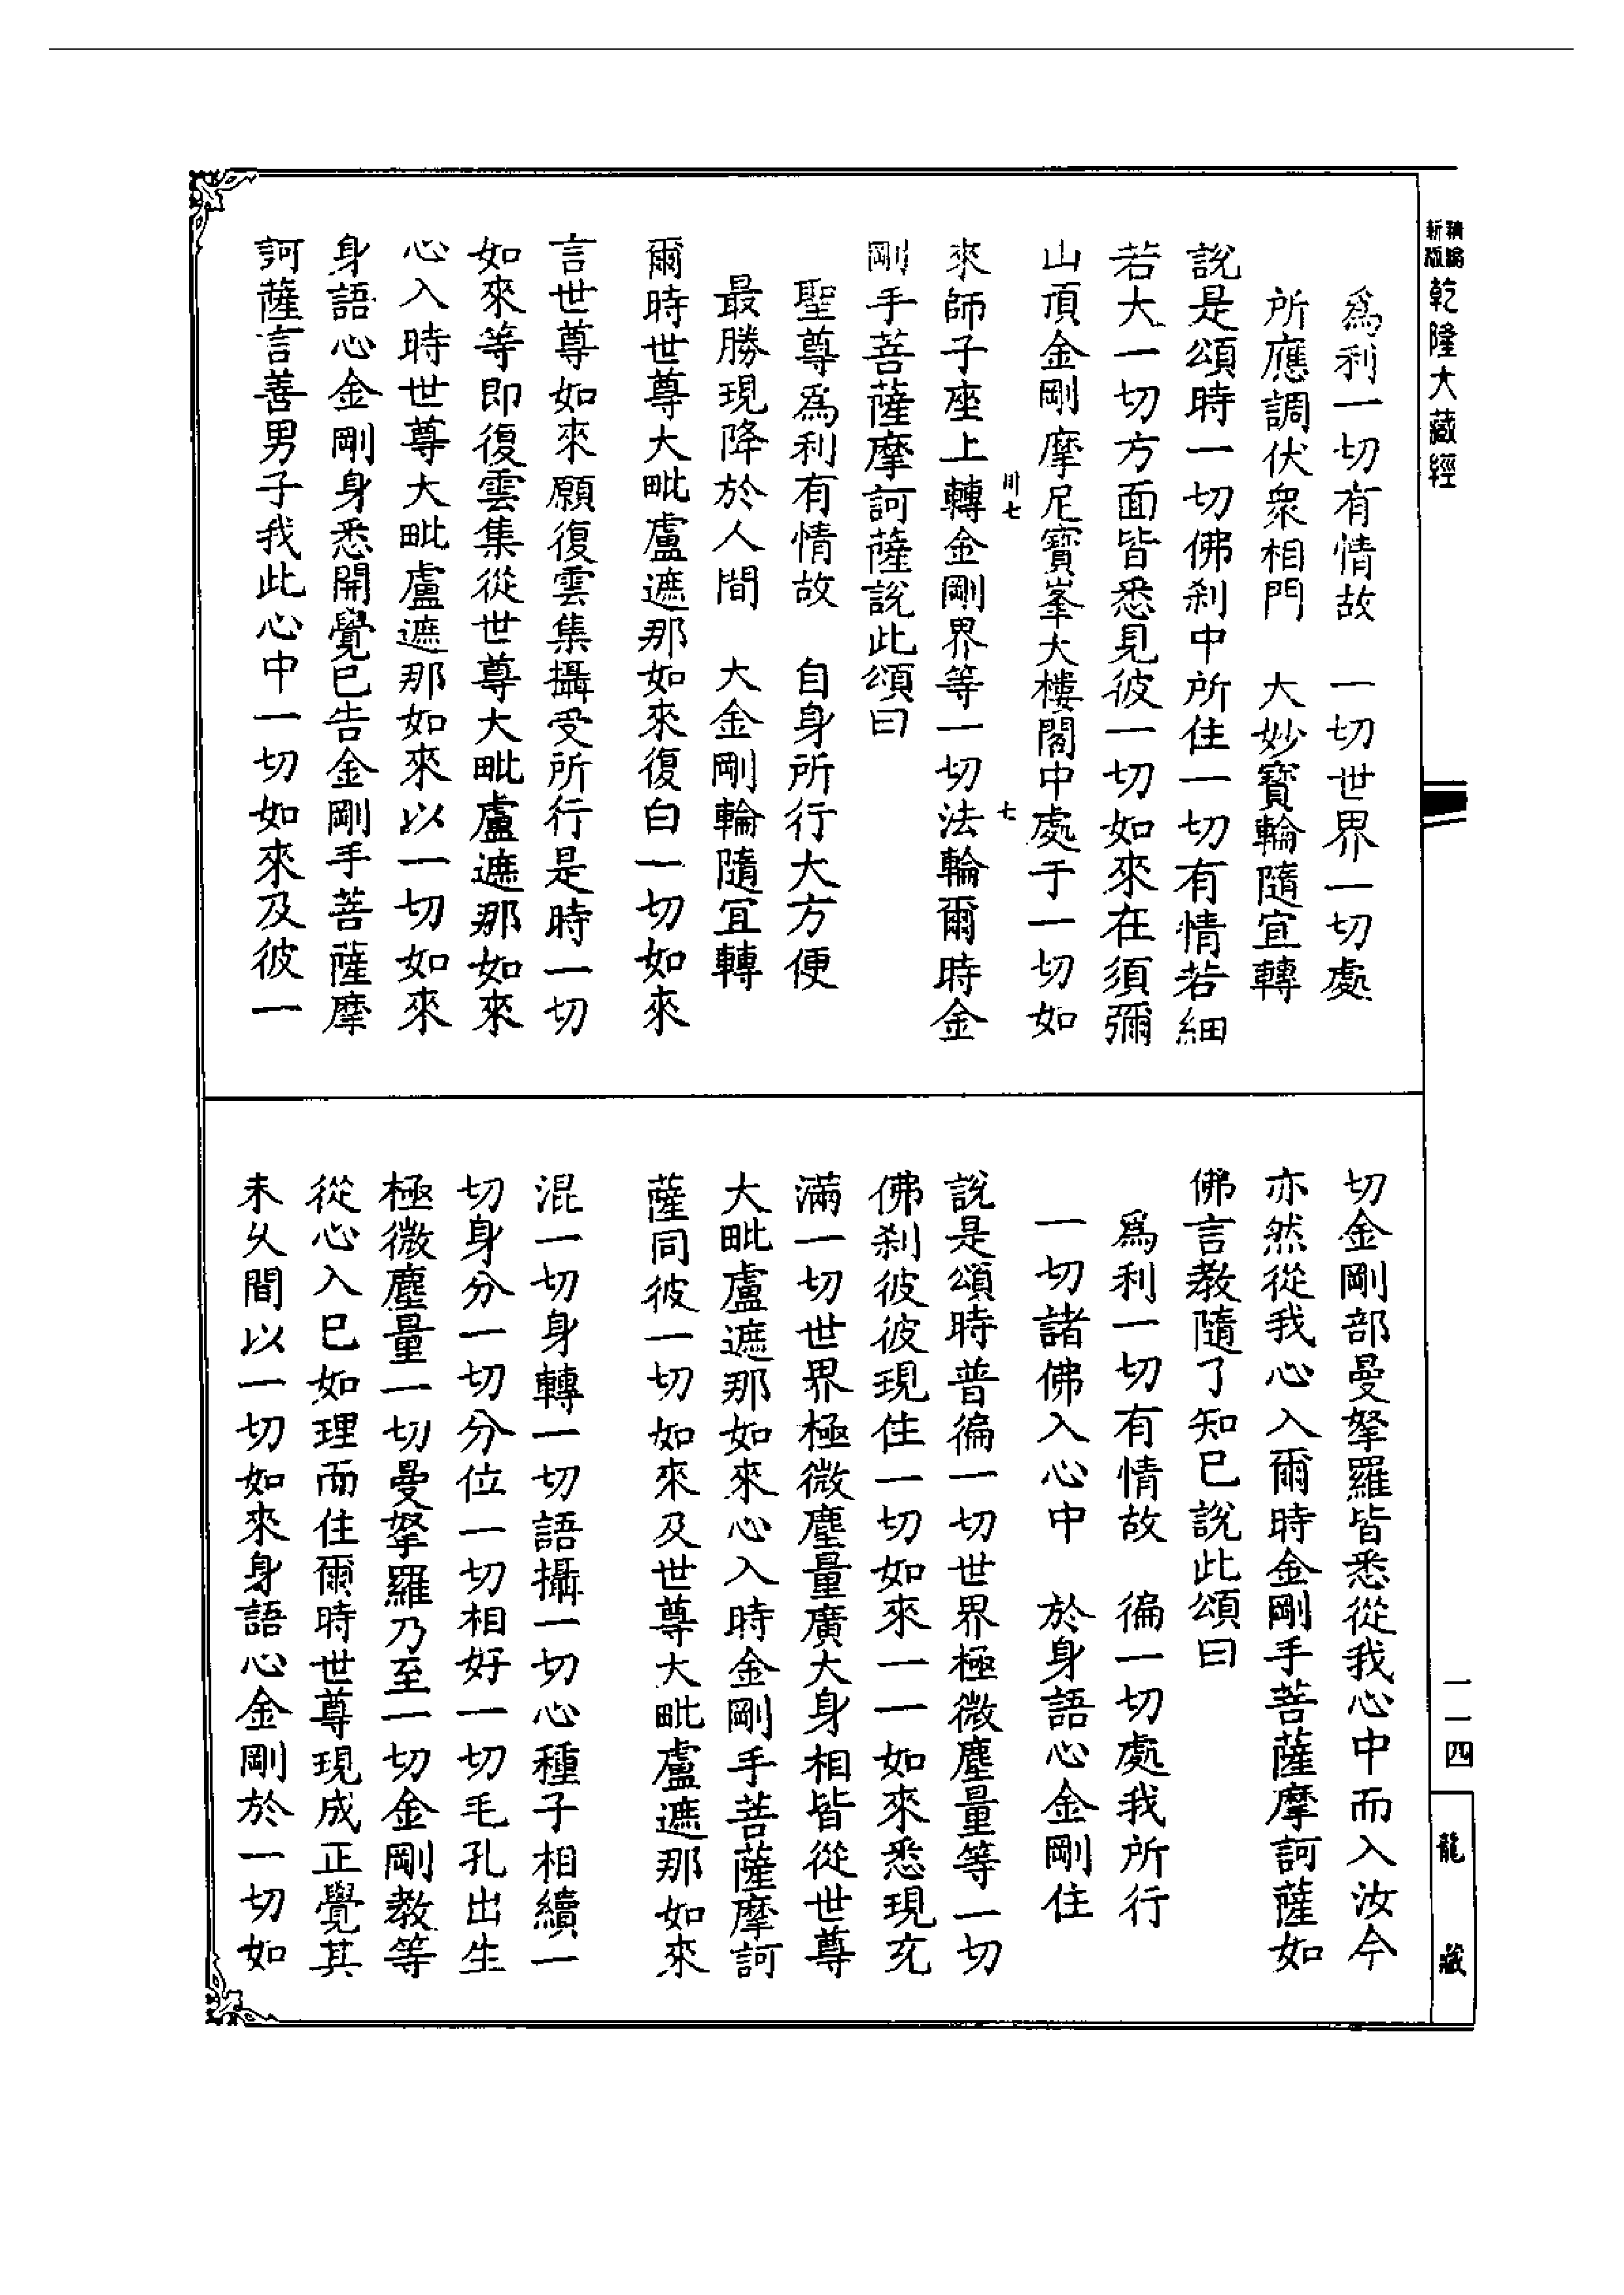 新版精編乾隆大藏經
爲利一切有情故　一切世界一切處
所應調伏衆相門　大妙寶輪隨宜轉
說是頌時一切佛刹中所住一切有情若細
若大一切方面皆悉見彼一切如來在須彌
山頂金剛摩尼寶峯大樓閣中處于一切如
川七　七
來師子座上轉金剛界等一切法輪爾時金
剛手菩薩摩訶薩說此頌曰
聖尊爲利有情故　自身所行大方便
最勝現降於人間　大金剛輪隨宜轉
爾時世尊大毗盧遮那如來復白一切如來
言世尊如來願復雲集攝受所行是時一切
如來等即復雲集從世尊大毗盧遮那如來
心入時世尊大毗盧遮那如來以一切如來
身語心金剛身悉開覺已告金剛手菩薩摩
訶薩言善男子我此心中一切如來及彼一
切金剛部曼拏羅皆悉從我心中而入汝今
亦然從我心入爾時金剛手菩薩摩訶薩如
佛言教隨了知已說此頌曰
爲利一切有情故　徧一切處我所行
一切諸佛入心中　於身語心金剛住
說是頌時普徧一切世界極微塵量等一切
佛刹彼彼現住一切如來一一如來悉現充
滿一切世界極微塵量廣大身相皆從世尊
大毗盧遮那如來心入時金剛手菩薩摩訶
薩同彼一切如來及世尊大毗盧遮那如來
混一切身轉一切語攝一切心種子相續一
切身分一切分位一切相好一切毛孔出生
極微塵量一切曼拏羅乃至一切金剛教等
從心入已如理而住爾時世尊現成正覺其
未久間以一切如來身語心金剛於一切如
一一四
龍藏